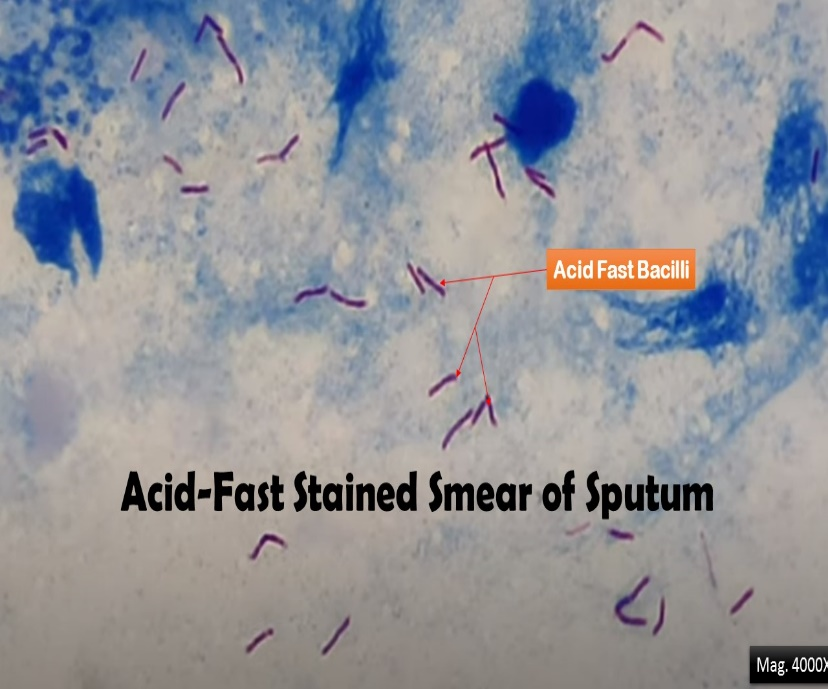 Acid Fast Bacilli
Acid-Fast Stained Smear of Sputum
Mag. 4000X